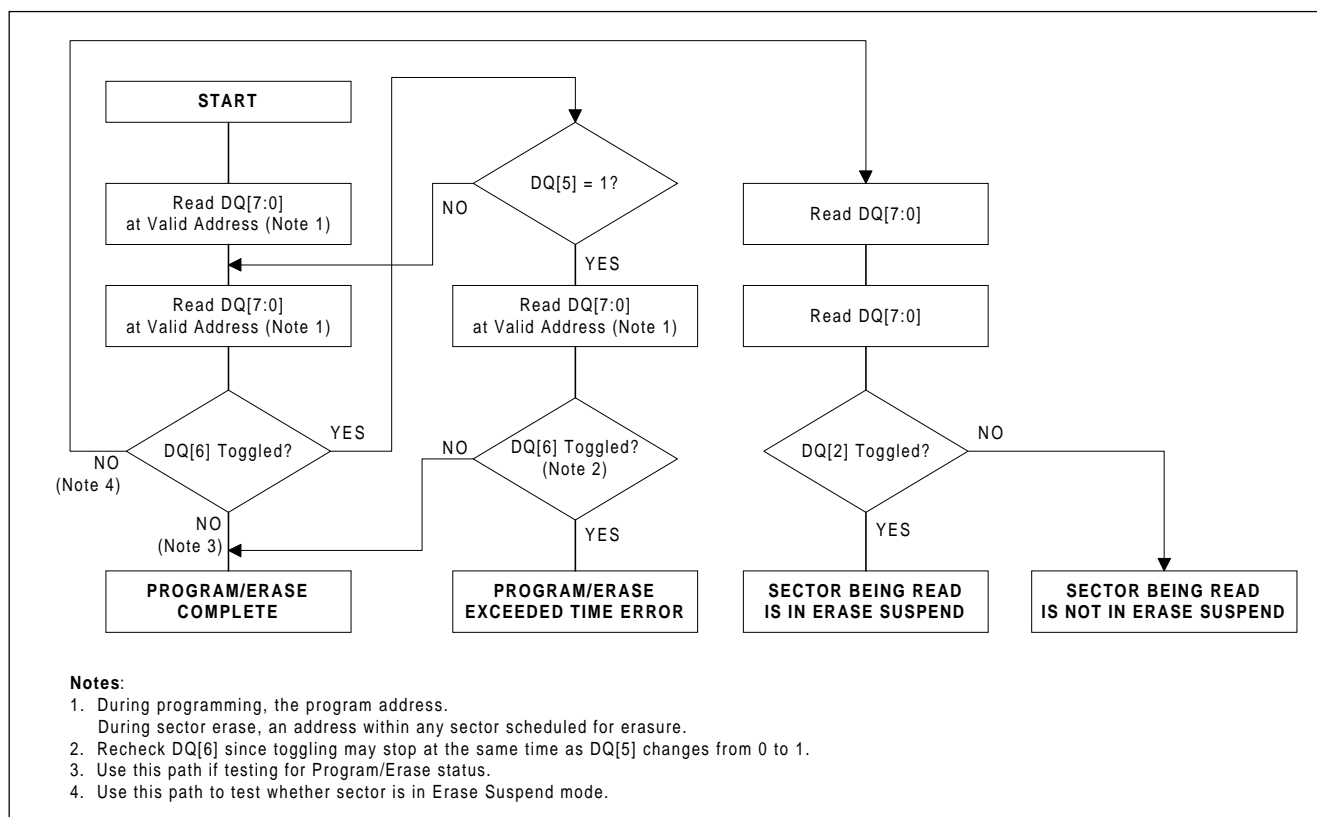 START
Read DQ[7:0]
at Valid Address (Note 1)
Read DQ[7:0]
at Valid Address (Note 1)
DQ[6] Toggled?
YES
NO
(Note 4)
NO
(Note 3)
PROGRAM/ERASE
COMPLETE
DQ[5] = 1?
NO
YES
Read DQ[7:0]
at Valid Address (Note 1)
DQ[6] Toggled?
(Note 2)
NO
YES
PROGRAM/ERASE
EXCEEDED TIME ERROR
Read DQ[7:0]
Read DQ[7:0]
DQ[2] Toggled?
NO
YES
SECTOR BEING READ
IS IN ERASE SUSPEND
SECTOR BEING READ
IS NOT IN ERASE SUSPEND
Notes:
1. During programming, the program address.
During sector erase, an address within any sector scheduled for erasure.
2. Recheck DQ[6] since toggling may stop at the same time as DQ[5] changes from 0 to 1.
3. Use this path if testing for Program/Erase status.
4. Use this path to test whether sector is in Erase Suspend mode.